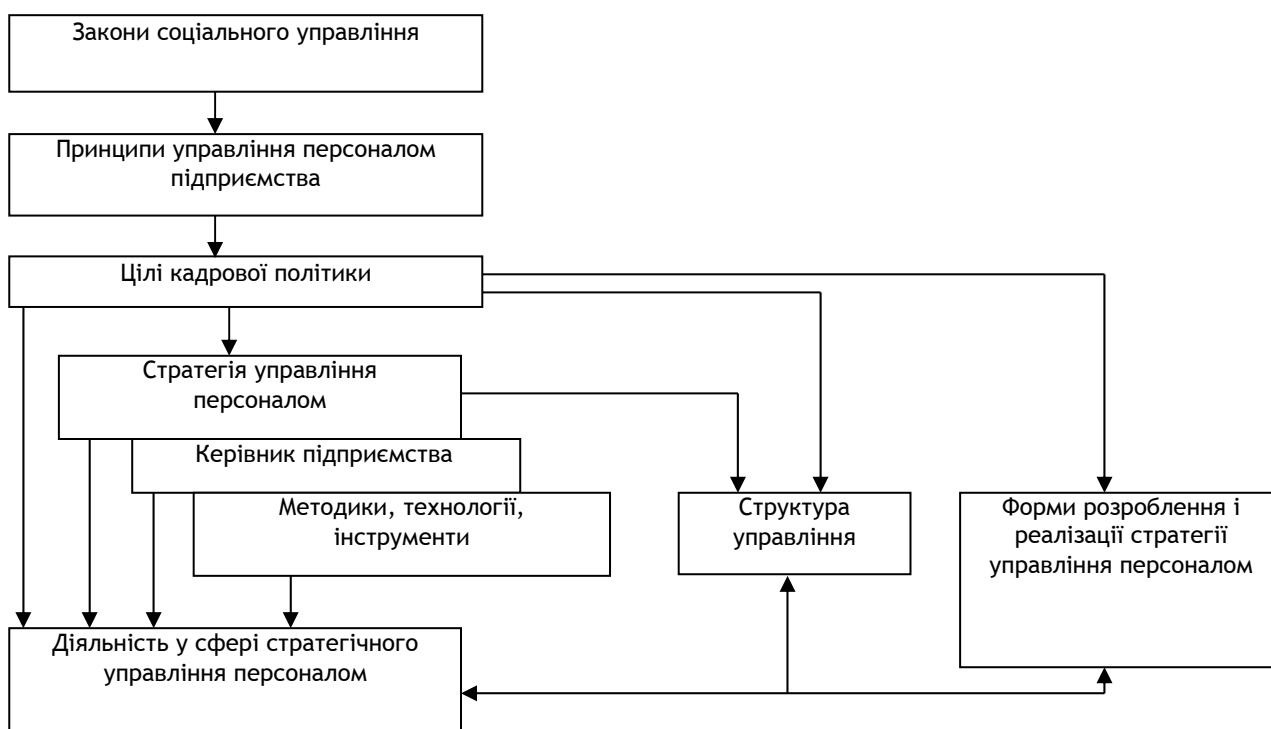 Закони соціального управління
Принципи управління персоналом
підприємства
Цілі кадрової політики
Стратегія управління
персоналом
Керівник підприємства
Методики, технології,
інструменти
Структура
управління
Форми розроблення і
реалізації стратегії
управління персоналом
Діяльність у сфері стратегічного
управління персоналом